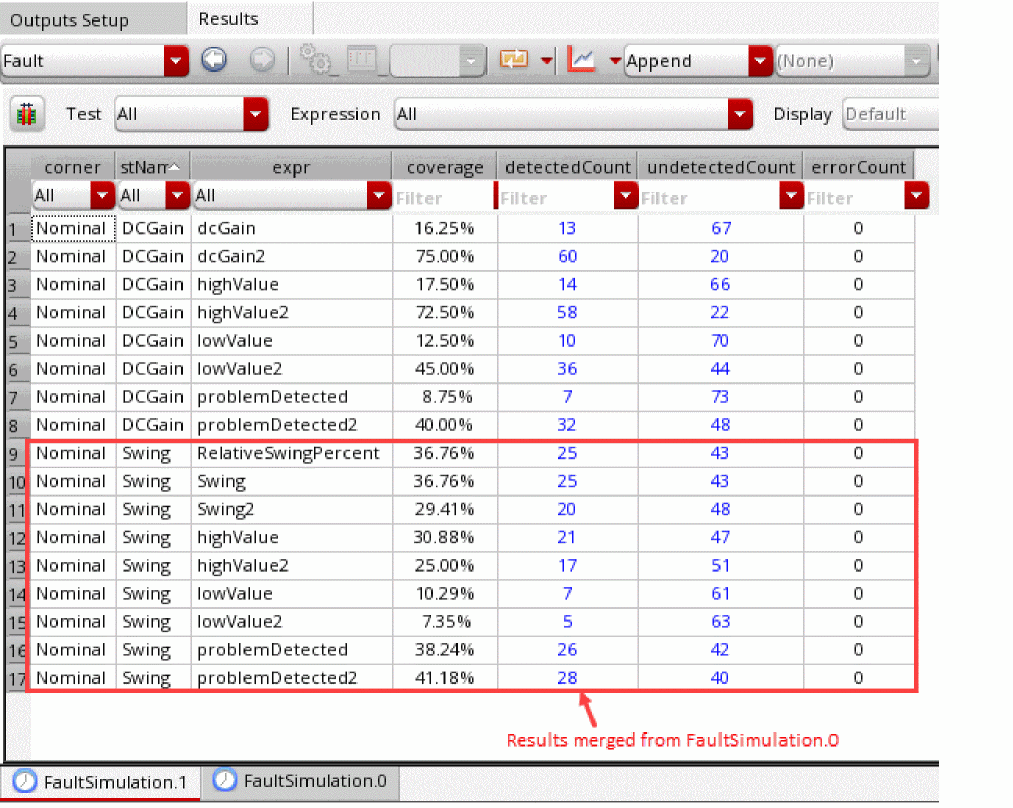 Outputs Setup Results
Fault Append (None)
Test All Expression All Display Default
corner stNam expr coverage detectedCount undetectedCount errorCount
All All All Filter Filter Filter Filter
1 Nominal DCGain dcGain 16.25% 13 67 0
2 Nominal DCGain dcGain2 75.00% 60 20 0
3 Nominal DCGain highValue 17.50% 14 66 0
4 Nominal DCGain highValue2 72.50% 58 22 0
5 Nominal DCGain lowValue 12.50% 10 70 0
6 Nominal DCGain lowValue2 45.00% 36 44 0
7 Nominal DCGain problemDetected 8.75% 7 73 0
8 Nominal DCGain problemDetected2 40.00% 32 48 0
9 Nominal Swing RelativeSwingPercent 36.76% 25 43 0
10 Nominal Swing Swing 36.76% 25 43 0
11 Nominal Swing Swing2 29.41% 20 48 0
12 Nominal Swing highValue 30.88% 21 47 0
13 Nominal Swing highValue2 25.00% 17 51 0
14 Nominal Swing lowValue 10.29% 7 61 0
15 Nominal Swing lowValue2 7.35% 5 63 0
16 Nominal Swing problemDetected 38.24% 26 42 0
17 Nominal Swing problemDetected2 41.18% 28 40 0
Results merged from FaultSimulation.0
FaultSimulation.1 FaultSimulation.0